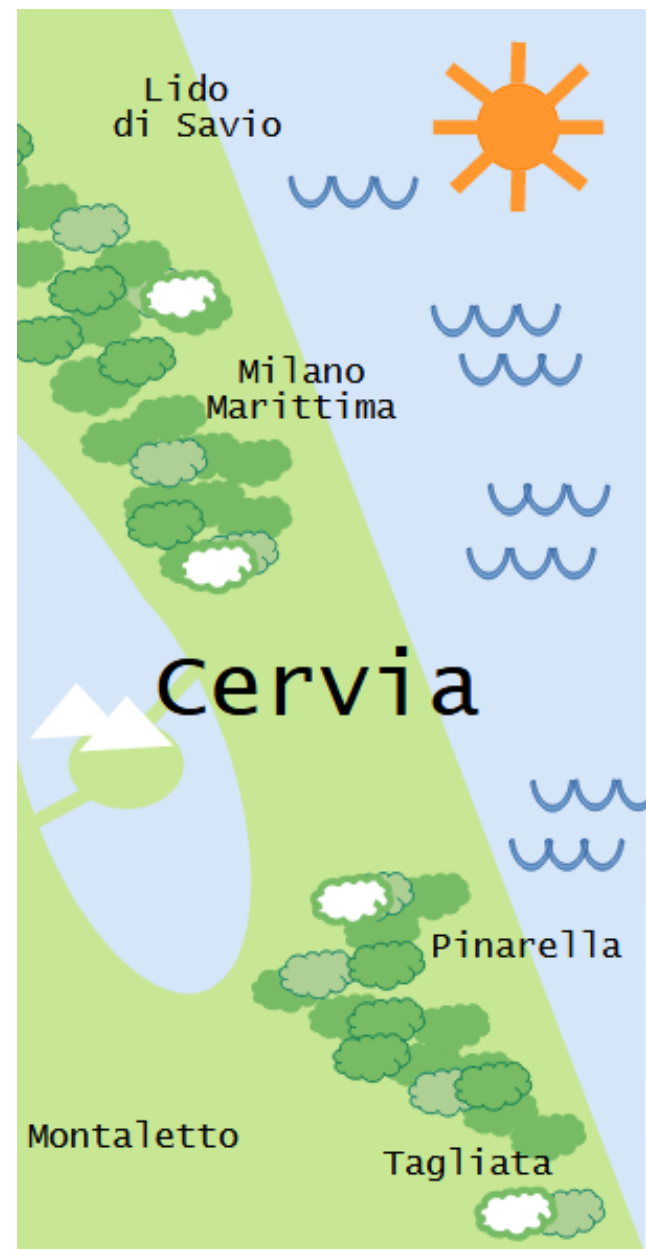 Lido
di Savio
Milano
Marittima
Cervia
Pinarella
Montaletto
Tagliata